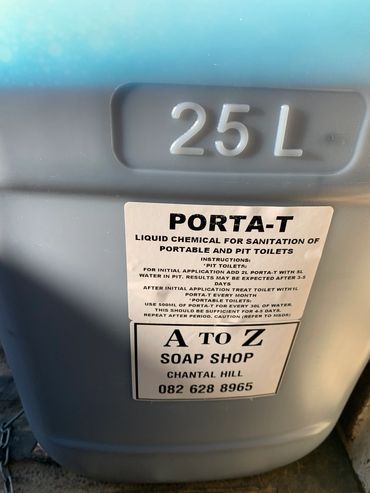 25 L
PORTA-T
LIQUID CHEMICAL FOR SANITATION OF
PORTABLE AND PIT TOILETS
INSTRUCTIONS:
*PIT TOILETS:
FOR INITIAL APPLICATION ADD 2L PORTA-T WITH 5L
WATER IN PIT. RESULTS MAY BE EXPECTED AFTER 3-5
DAYS
AFTER INITIAL APPLICATION TREAT TOILET WITH 1L
PORTA-T EVERY MONTH
*PORTABLE TOILETS:
USE 500ML OF PORTA-T FOR EVERY 30L OF WATER.
THIS SHOULD BE SUFFICIENT FOR 4-5 DAYS.
REPEAT AFTER PERIOD. CAUTION (REFER TO MSDS)
A TO Z
SOAP SHOP
CHANTAL HILL
082 628 8965